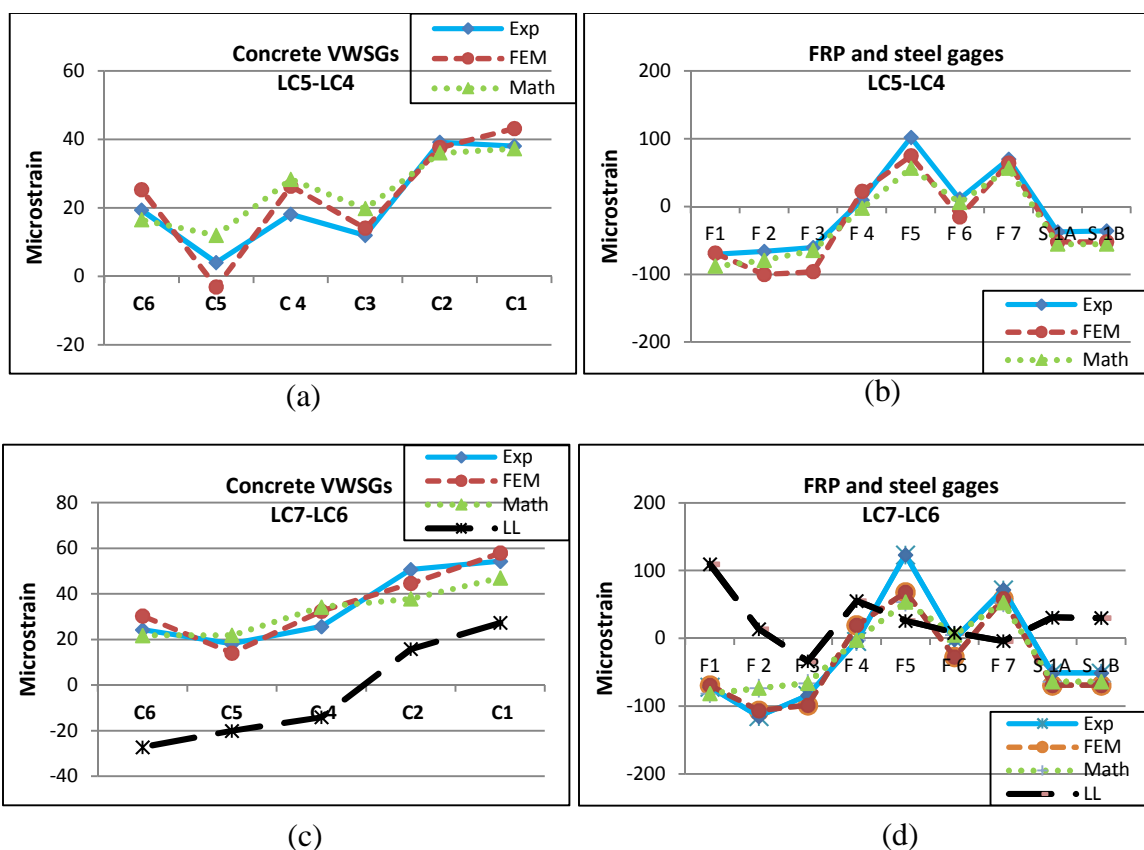 Concrete VWSGs
LC5-LC4
Exp
FEM
Math
Microstrain
60
40
20
0
-20
C6 C5 C 4 C3 C2 C1
(a)
FRP and steel gages
LC5-LC4
Microstrain
200
100
0
-100
-200
F1 F 2 F 3 F 4 F5 F 6 F 7 S 1A S 1B
Exp
FEM
Math
(b)
Concrete VWSGs
LC7-LC6
Exp
FEM
Math
LL
Microstrain
80
60
40
20
0
-20
-40
C6 C5 C4 C2 C1
(c)
FRP and steel gages
LC7-LC6
Microstrain
200
100
0
-100
-200
F1 F 2 F 3 F 4 F5 F 6 F 7 S 1A S 1B
Exp
FEM
Math
LL
(d)